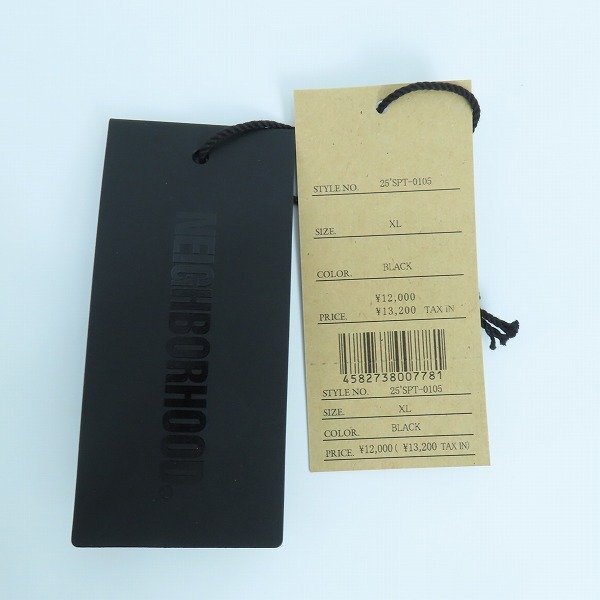 NEIGHBORHOOD.
STYLE NO. 25'SPT-0105
SIZE. XL
COLOR. BLACK
¥12,000
PRICE. ¥13,200 TAX IN
4582738007781
STYLE NO. 25'SPT-0105
SIZE. XL
COLOR. BLACK
PRICE. ¥12,000 ( ¥13,200 TAX IN)